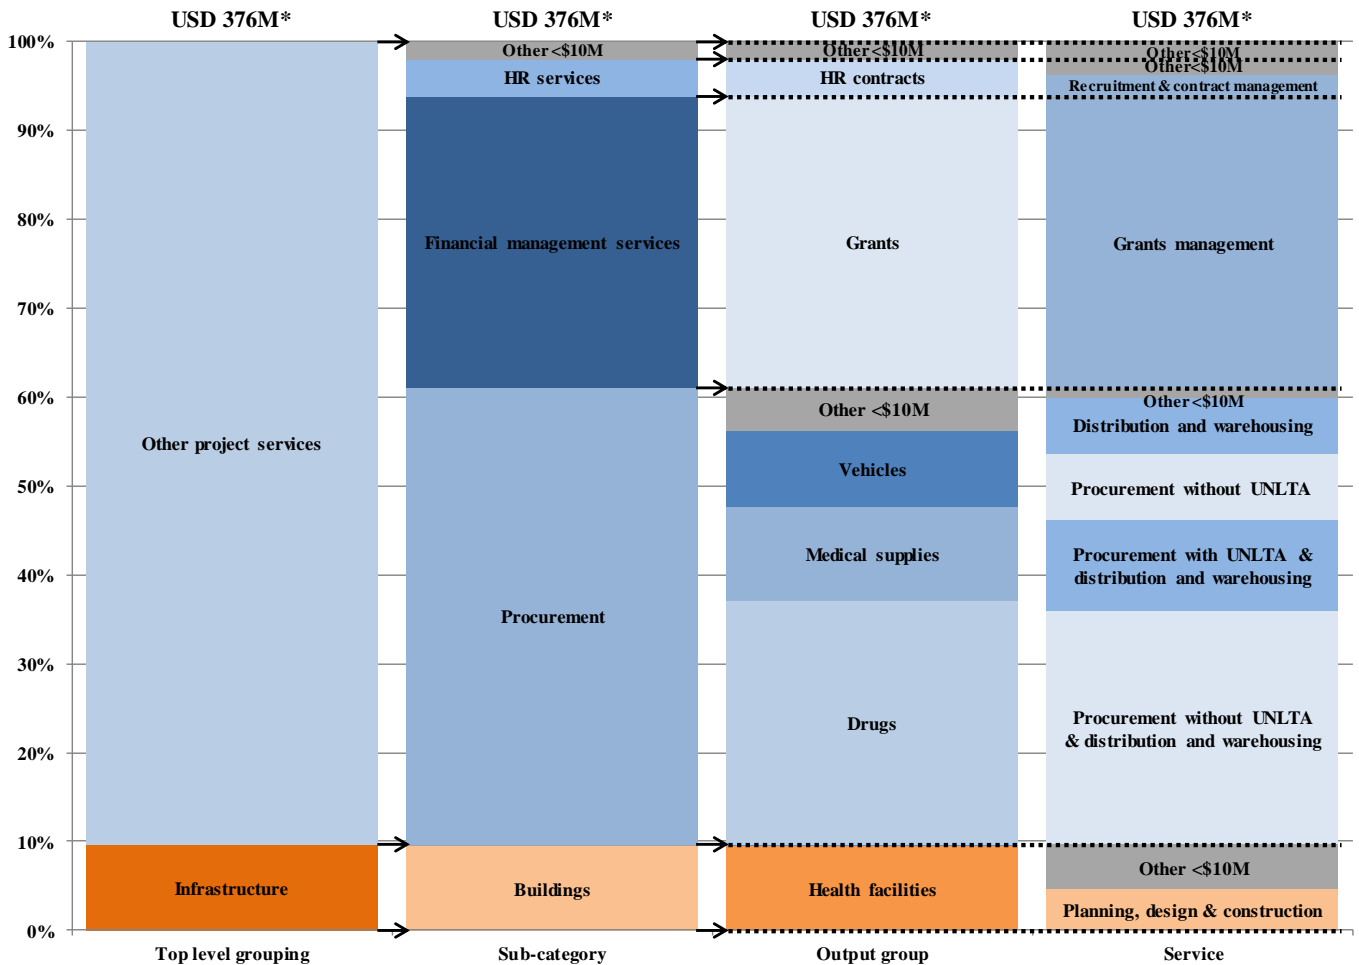 USD 376M*
USD 376M*
USD 376M*
USD 376M*
100%
90%
80%
70%
60%
50%
40%
30%
20%
10%
0%
Other project services
Infrastructure
Top level grouping
Other <$10M
HR services
Financial management services
Procurement
Buildings
Sub-category
Other <$10M
HR contracts
Grants
Other <$10M
Vehicles
Medical supplies
Drugs
Health facilities
Output group
Other <$10M
Other <$10M
Recruitment & contract management
Grants management
Other <$10M
Distribution and warehousing
Procurement without UNLTA
Procurement with UNLTA &
distribution and warehousing
Procurement without UNLTA
& distribution and warehousing
Other <$10M
Planning, design & construction
Service